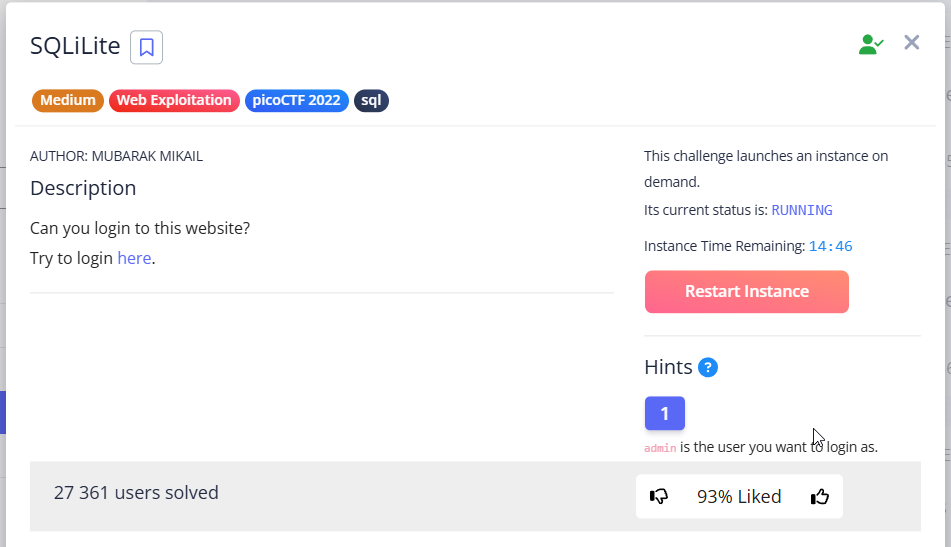 SQLiLite
Medium Web Exploitation picoCTF 2022 sql
AUTHOR: MUBARAK MIKAIL
Description
Can you login to this website?
Try to login here.
This challenge launches an instance on
demand.
Its current status is: RUNNING
Instance Time Remaining: 14:46
Restart Instance
Hints ?
1
admin is the user you want to login as.
27 361 users solved
93% Liked